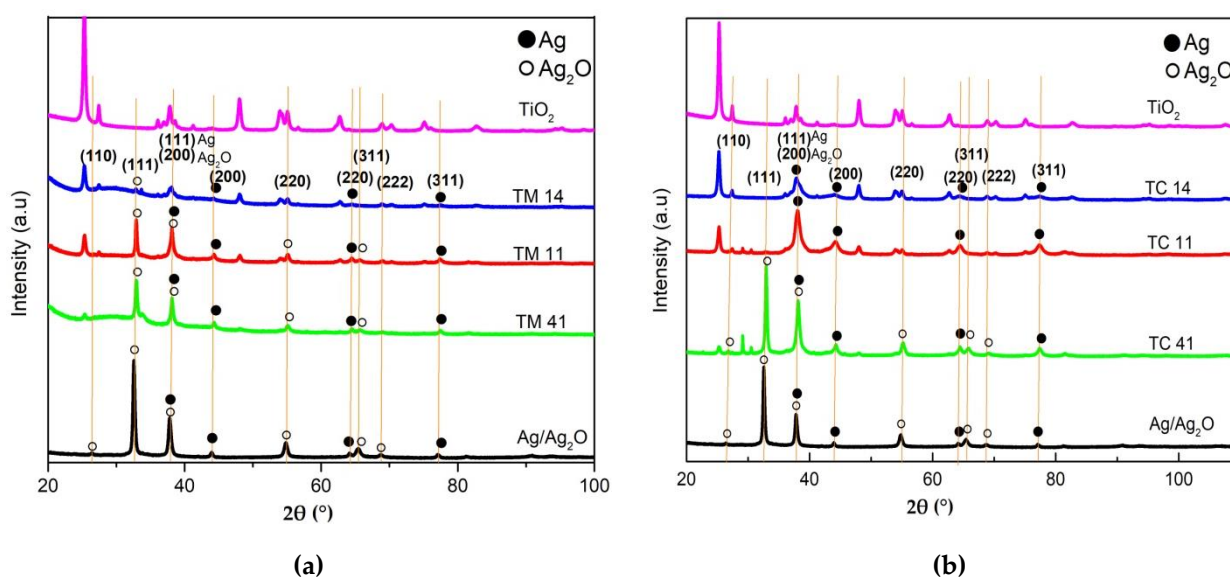 Ag
Ag₂O
TiO₂
(110)
(111)
(111) Ag
(200) Ag₂O
(200)
(220)
(311)
(220)
(222)
(311)
TM 14
TM 11
TM 41
Ag/Ag₂O
Intensity (a.u)
20 40 60 80 100
2θ (°)
(a)
Ag
Ag₂O
TiO₂
(110)
(111)
(111) Ag
(200) Ag₂O
(200)
(220)
(311)
(220)
(222)
(311)
TC 14
TC 11
TC 41
Ag/Ag₂O
Intensity (a.u)
20 40 60 80 100
2θ (°)
(b)